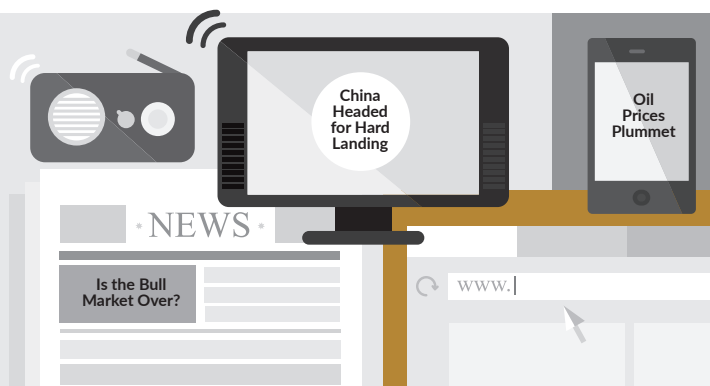 China
Headed
for Hard
Landing
Oil
Prices
Plummet
NEWS
Is the Bull
Market Over?
www.